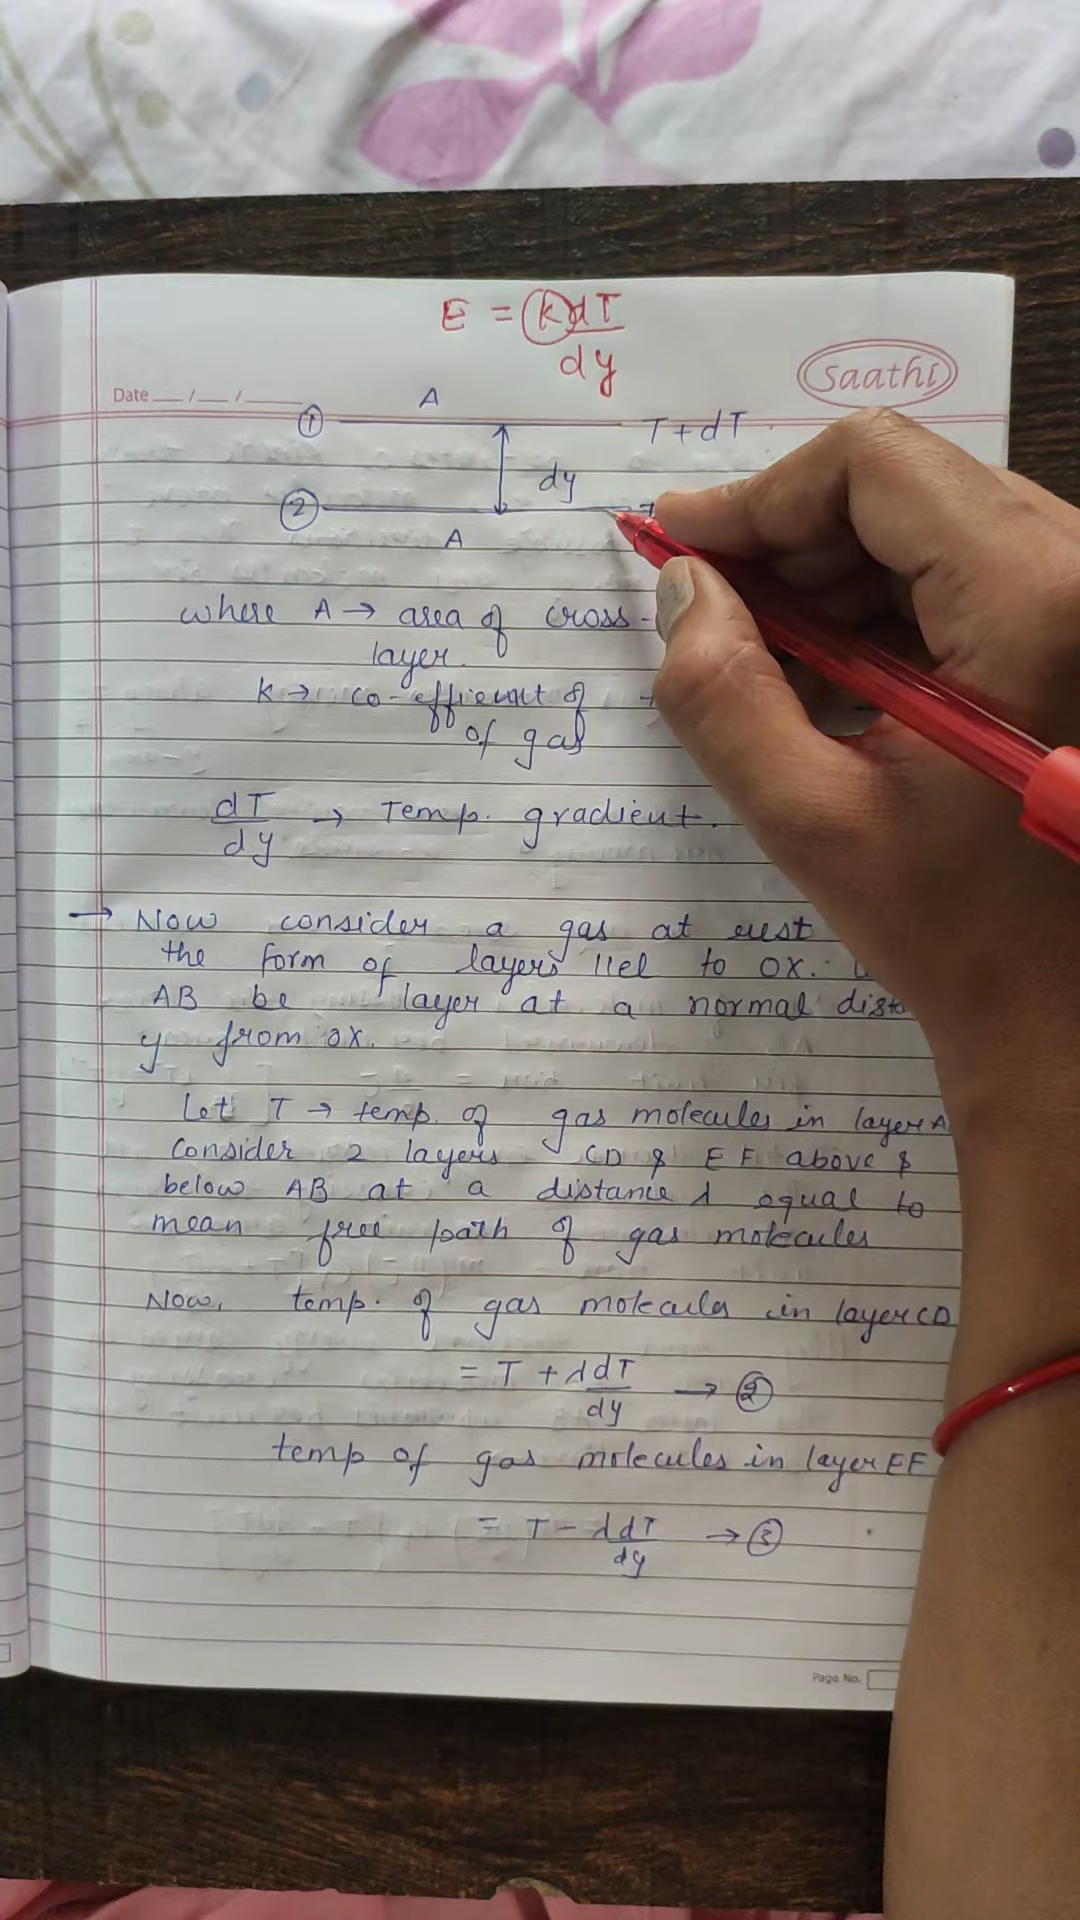 E = k dT
dy
Saathi
Date __/__/____
A
① T + dT
dy
②
A
where A → area of cross-
layer.
K → co-effieunt of
of gas
dT → Temp. gradient.
dy
→ Now consider a gas at rest
the form of layers llel to OX.
AB be layer at a normal
y from OX.
Let T → temp. of gas molecules in layer A
Consider 2 layers CD & EF above &
below AB at a distance λ equal to
mean free path of gas molecules
Now, temp. of gas molecules in layer CD
= T + λ dT → ②
dy
temp of gas molecules in layer EF
= T - λ dT → ③
dy
Page No.